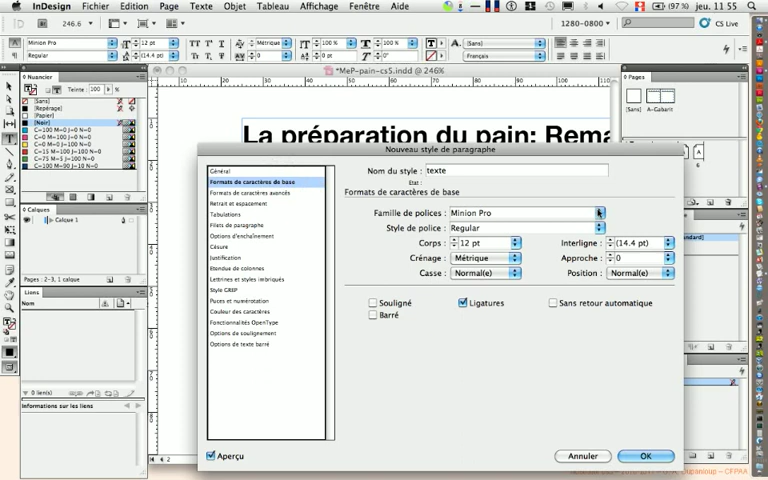 InDesign Fichier Edition Page Texte Objet Tableau Affichage Fenêtre Aide (97 %) jeu. 11 55
246.6 1280-0800 CS Live
Minion Pro 12 pt Métrique 100 % 100 % [Sans]
Regular (14.4 pt) 0 0 pt Français
*MeP-pain-cs5.indd @ 246%
Nuancier
Teinte : 100 %
[Sans]
[Repérage]
[Papier]
[Noir]
C=100 M=0 J=0 N=0
C=0 M=100 J=0 N=0
C=0 M=0 J=100 N=0
C=15 M=100 J=100 N=0
C=75 M=5 J=100 N=0
C=100 M=90 J=10 N=0
Calques
Calque 1
Pages : 2-3, 1 calque
Liens
Nom
0 lien(s)
Informations sur les liens
La préparation du pain: Rema
Pages
[Sans]
A-Gabarit
Nouveau style de paragraphe
Général
Formats de caractères de base
Formats de caractères avancés
Retrait et espacement
Tabulations
Filets de paragraphe
Options d'enchaînement
Césure
Justification
Etendue de colonnes
Lettrines et styles imbriqués
Style GREP
Puces et numérotation
Couleur des caractères
Fonctionnalités OpenType
Options de soulignement
Options de texte barré
Nom du style : texte
Etat :
Formats de caractères de base
Famille de polices : Minion Pro
Style de police : Regular
Corps : 12 pt Interligne : (14.4 pt)
Crénage : Métrique Approche : 0
Casse : Normal(e) Position : Normal(e)
Souligné Ligatures Sans retour automatique
Barré
Aperçu
Annuler OK